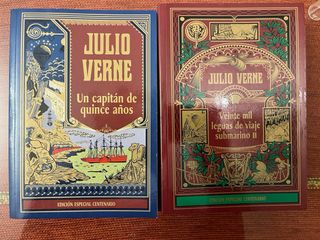 JULIO
VERNE
Un capitán de
quince años
EDICIÓN ESPECIAL CENTENARIO
JULIO VERNE
Veinte mil
leguas de viaje
submarino II
EDICIÓN ESPECIAL CENTENARIO